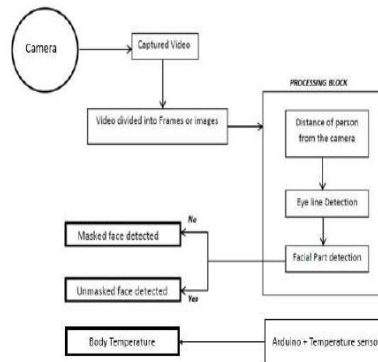 Camera
Captured Video
PROCESSING BLOCK
Video divided into Frames or images
Distance of person
from the camera
Eye line Detection
No
Masked face detected
Facial Part detection
Unmasked face detected
Yes
Body Temperature
Arduino + Temperature senso